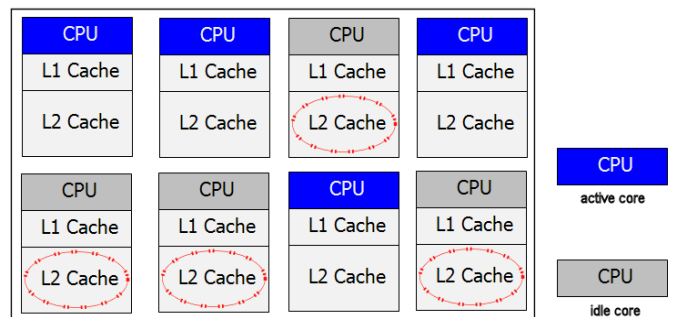 CPU CPU CPU CPU
L1 Cache L1 Cache L1 Cache L1 Cache
L2 Cache L2 Cache L2 Cache L2 Cache
CPU
active core
CPU CPU CPU CPU
L1 Cache L1 Cache L1 Cache L1 Cache
L2 Cache L2 Cache L2 Cache L2 Cache
CPU
idle core